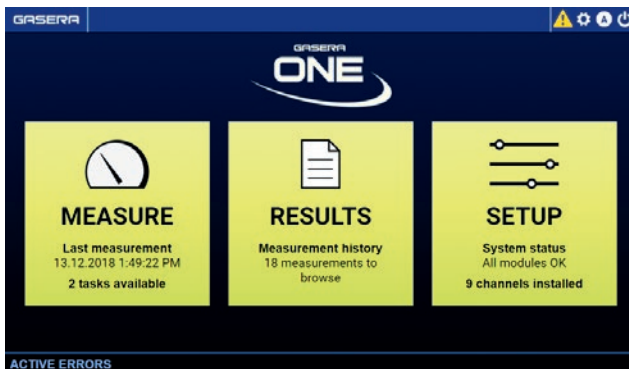 GASERA
A
GASERA
ONE
MEASURE
Last measurement
13.12.2018 1:49:22 PM
2 tasks available
RESULTS
Measurement history
18 measurements to
browse
SETUP
System status
All modules OK
9 channels installed
ACTIVE ERRORS